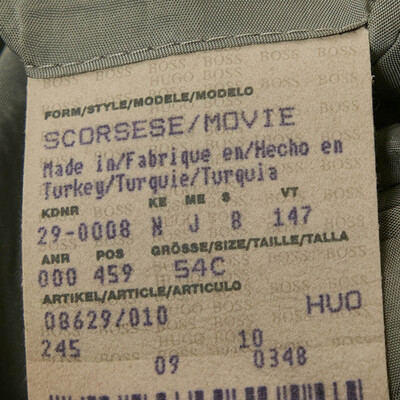 FORM/STYLE/MODELE/MODELO
SCORSESE/MOVIE
Made in/Fabrique en/Hecho en
Turkey/Turquie/Turquia
KDNR KE ME S VT
29-0008 N J 8 147
ANR POS GRÖSSE/SIZE/TAILLE/TALLA
000 459 54C
ARTIKEL/ARTICLE/ARTICULO
08629/010 HUO
245 10
09 0348